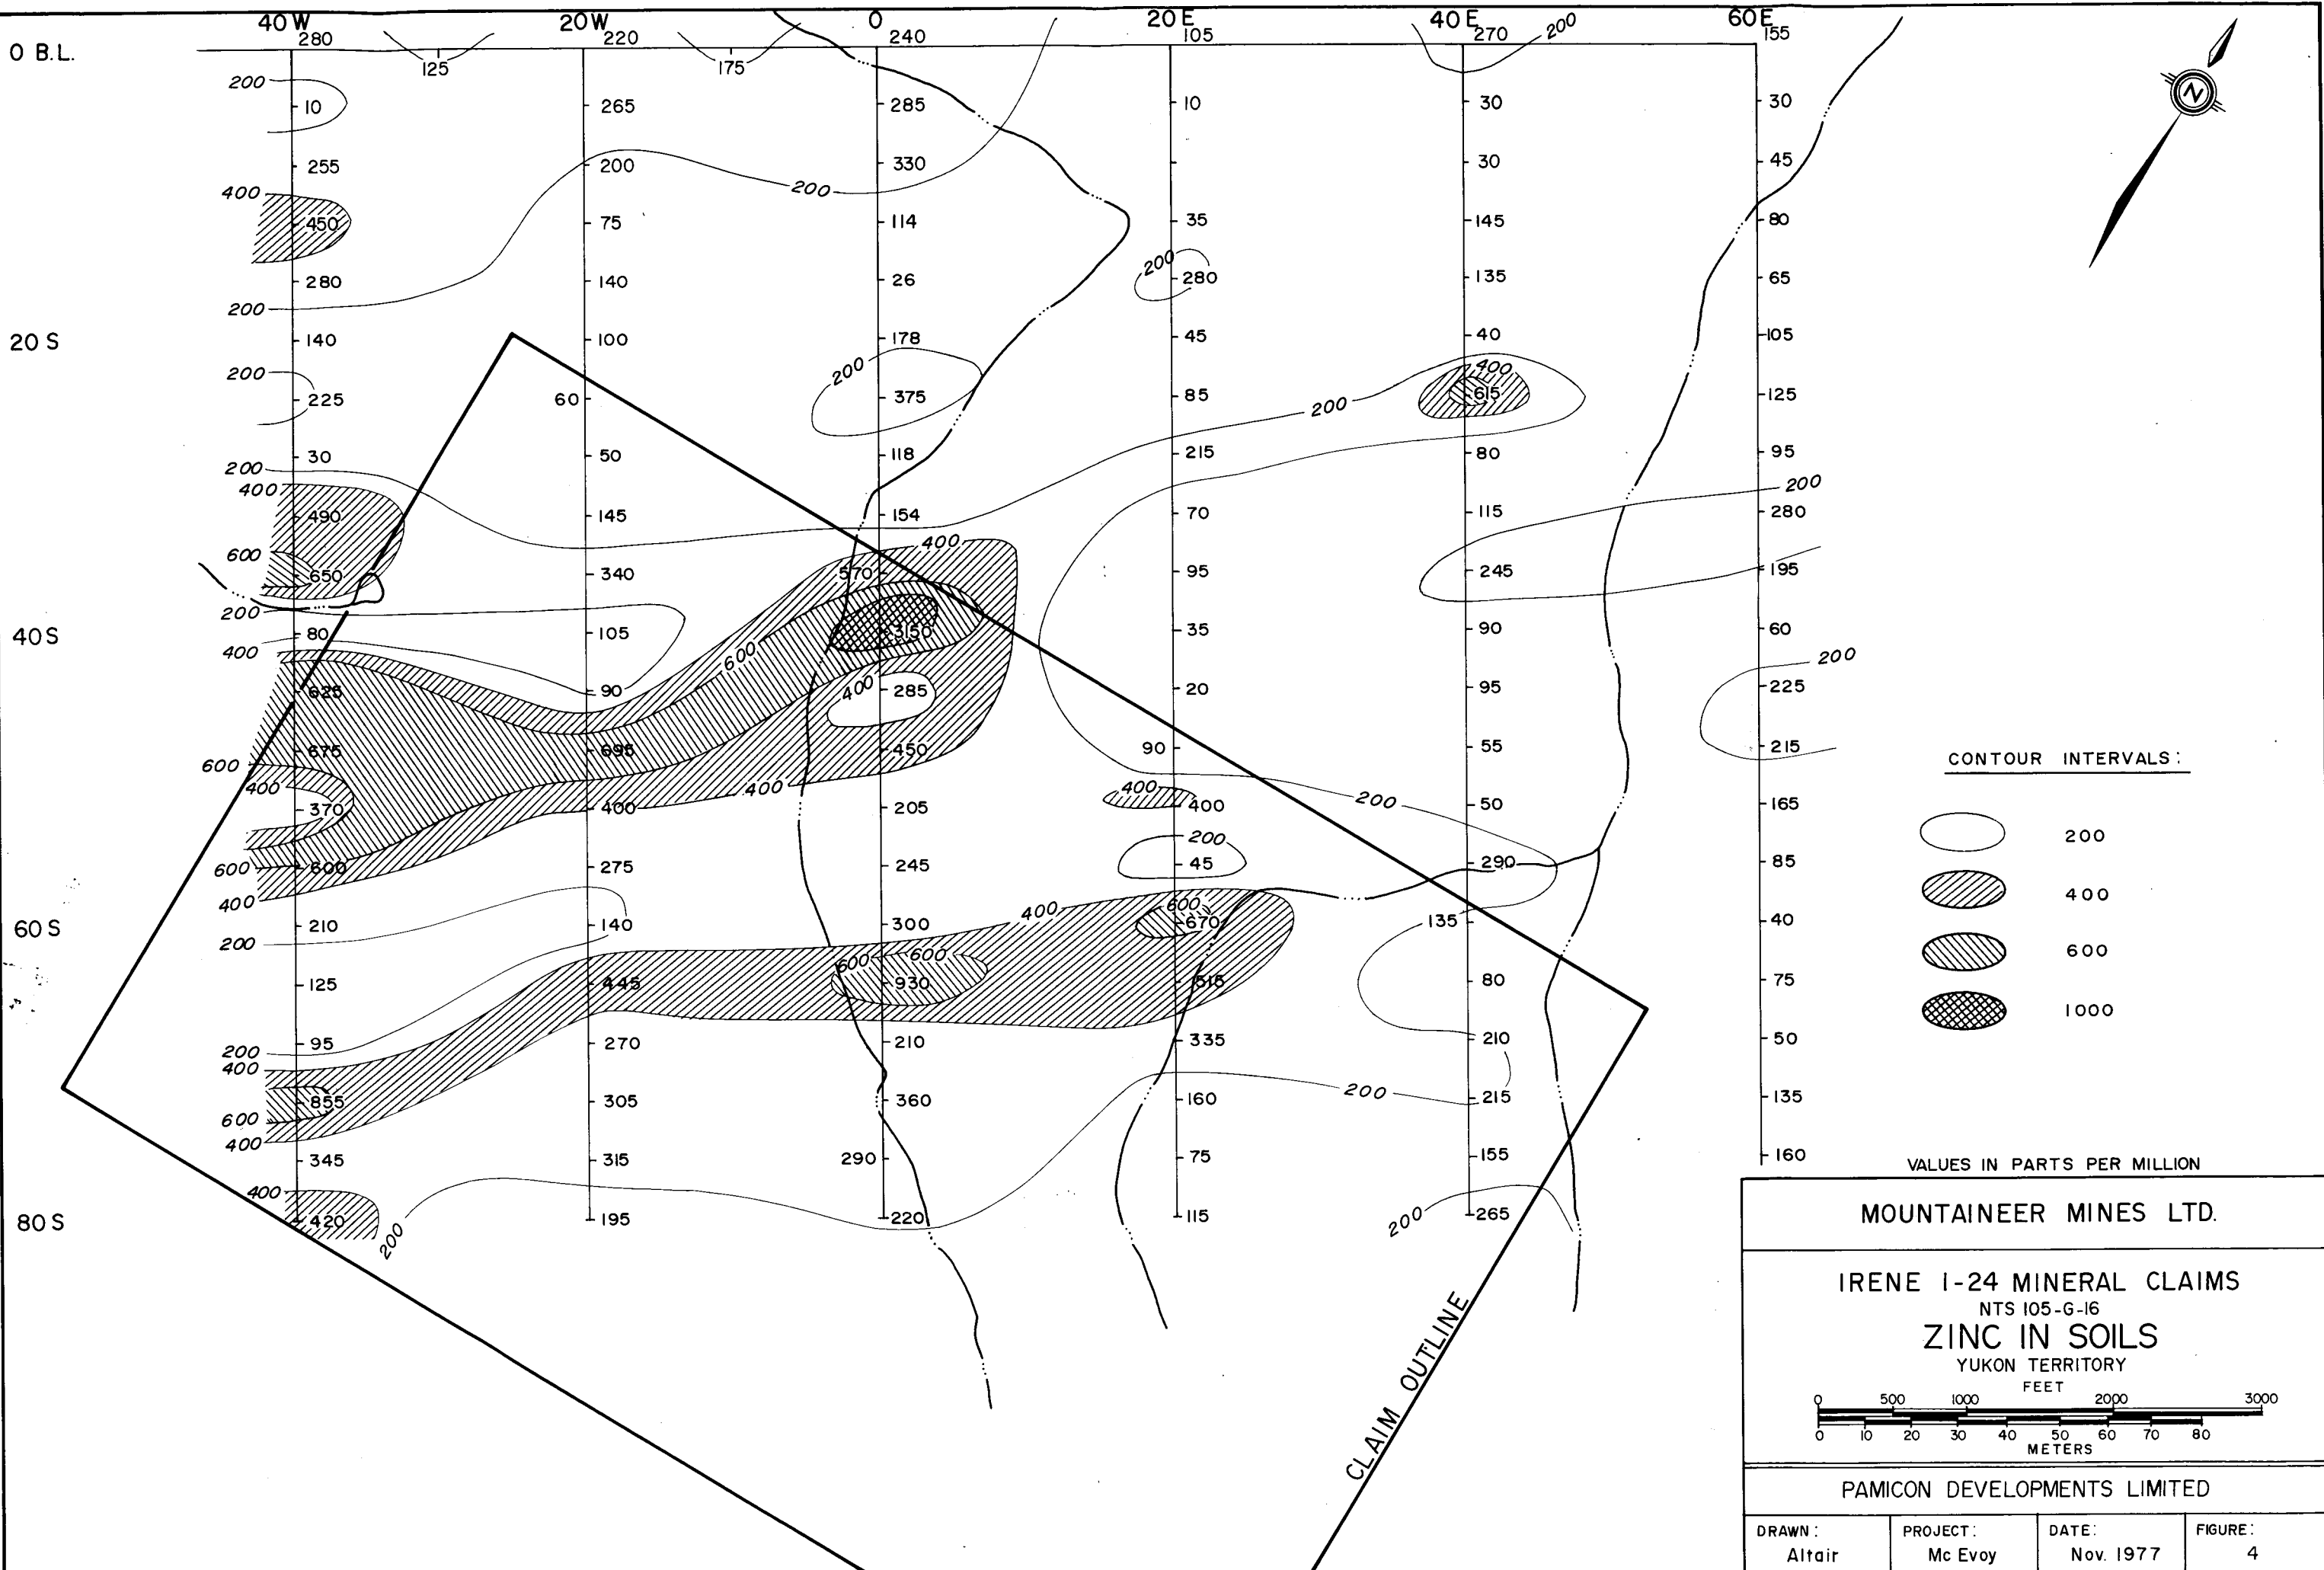 40W 20W 0 20E 40E 60E
0 B.L. 280 220 240 105 270 200 155
125 175
200
10 265 285 10 30 30
255 200 330 30 45
400 200
450 75 114 35 145 80
200
280 140 26 280 135 65
200
20 S 140 100 178 45 40 105
200 200 400
225 60 375 85 615 125
200
30 50 118 215 80 95
200
400 200
490 145 154 70 115 280
400
600
650 340 570 95 245 195
200
40S 80 105 3150 35 90 60
400 600 200
625 90 400 285 20 95 225
675 695 450 90 55 215
600
400 400 400 200
370 400 205 400 50 165
200
600 600 275 245 45 290 85
400 400 600
60 S 210 140 300 670 135 40
200
600 600
125 445 930 515 80 75
95 270 210 335 210 50
200
400 200
855 305 360 160 215 135
600
400
345 315 290 75 155 160
400
80 S 420 195 220 115 265
200 200
CLAIM OUTLINE
N
CONTOUR INTERVALS:
200
400
600
1000
VALUES IN PARTS PER MILLION
MOUNTAINEER MINES LTD.
IRENE 1-24 MINERAL CLAIMS
NTS 105-G-16
ZINC IN SOILS
YUKON TERRITORY
FEET
0 500 1000 2000 3000
0 10 20 30 40 50 60 70 80
METERS
PAMICON DEVELOPMENTS LIMITED
DRAWN: PROJECT: DATE: FIGURE:
Altair Mc Evoy Nov. 1977 4